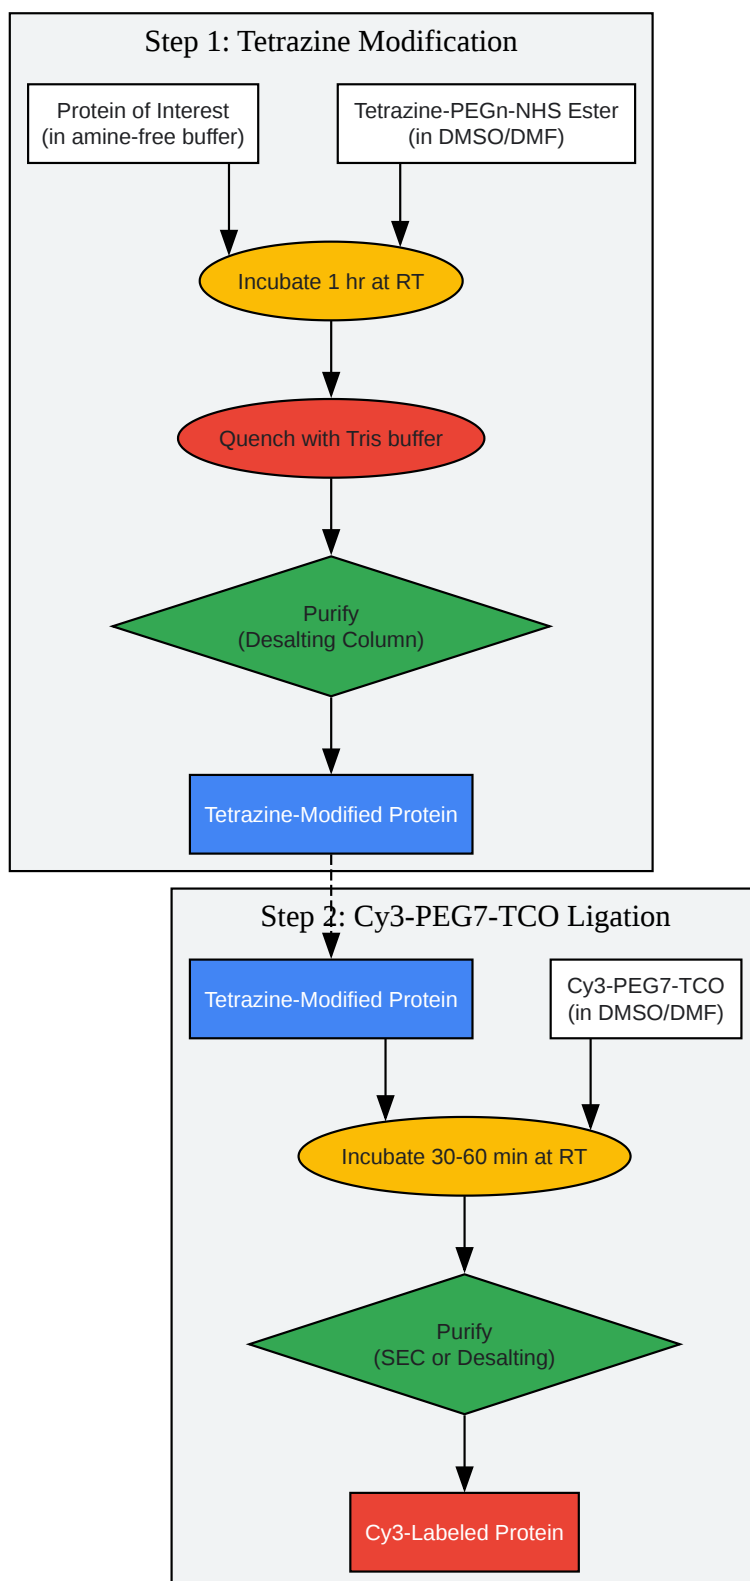 Step 1: Tetrazine Modification
Protein of Interest
(in amine-free buffer)
Tetrazine-PEGn-NHS Ester
(in DMSO/DMF)
Incubate 1 hr at RT
Quench with Tris buffer
Purify
(Desalting Column)
Tetrazine-Modified Protein
Step 2: Cy3-PEG7-TCO Ligation
Tetrazine-Modified Protein
Cy3-PEG7-TCO
(in DMSO/DMF)
Incubate 30-60 min at RT
Purify
(SEC or Desalting)
Cy3-Labeled Protein